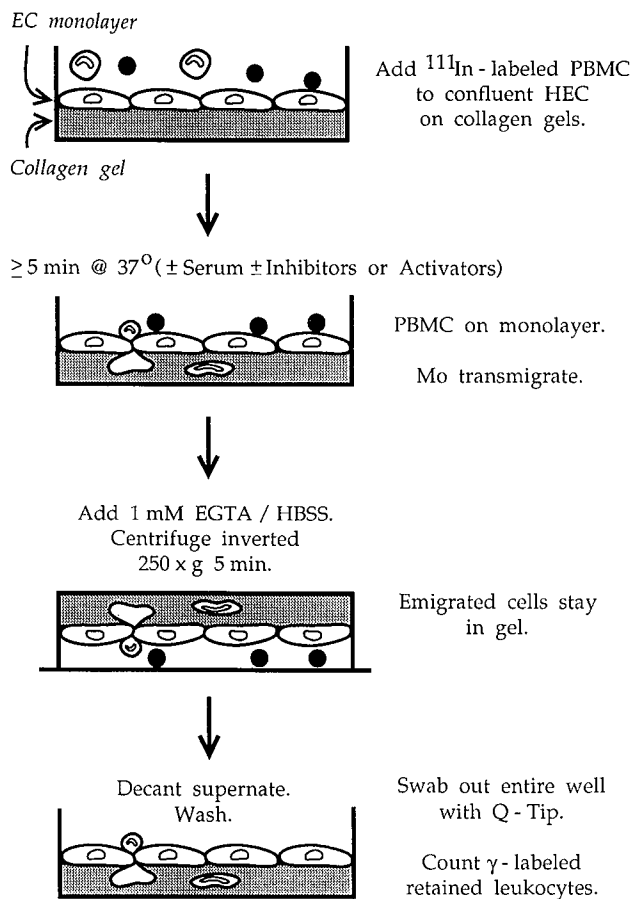 EC monolayer
Add ¹¹¹In - labeled PBMC
to confluent HEC
on collagen gels.
Collagen gel
≥ 5 min @ 37° ( ± Serum ± Inhibitors or Activators)
PBMC on monolayer.
Mo transmigrate.
Add 1 mM EGTA / HBSS.
Centrifuge inverted
250 x g 5 min.
Emigrated cells stay
in gel.
Decant supernate.
Wash.
Swab out entire well
with Q - Tip.
Count γ - labeled
retained leukocytes.